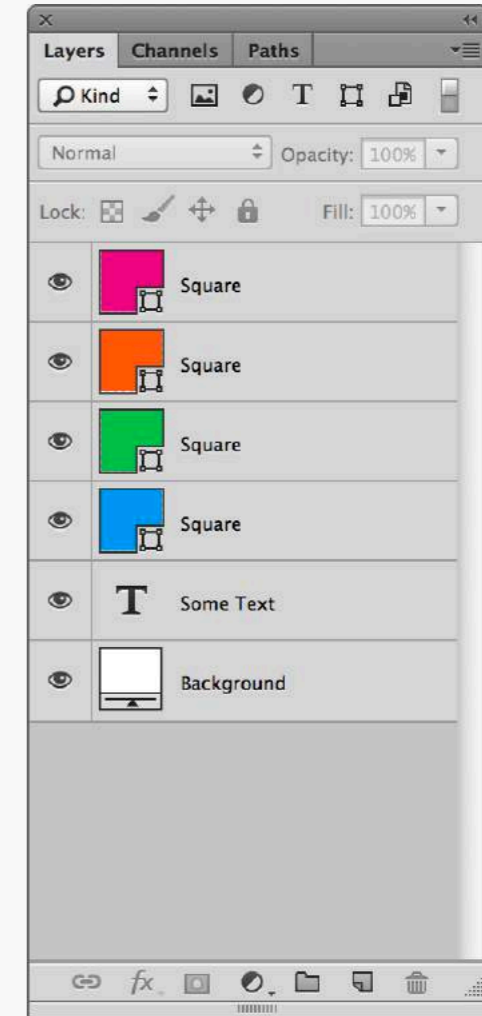 Layers Channels Paths
Kind T
Normal Opacity: 100%
Lock: Fill: 100%
Square
Square
Square
Square
T Some Text
Background
fx